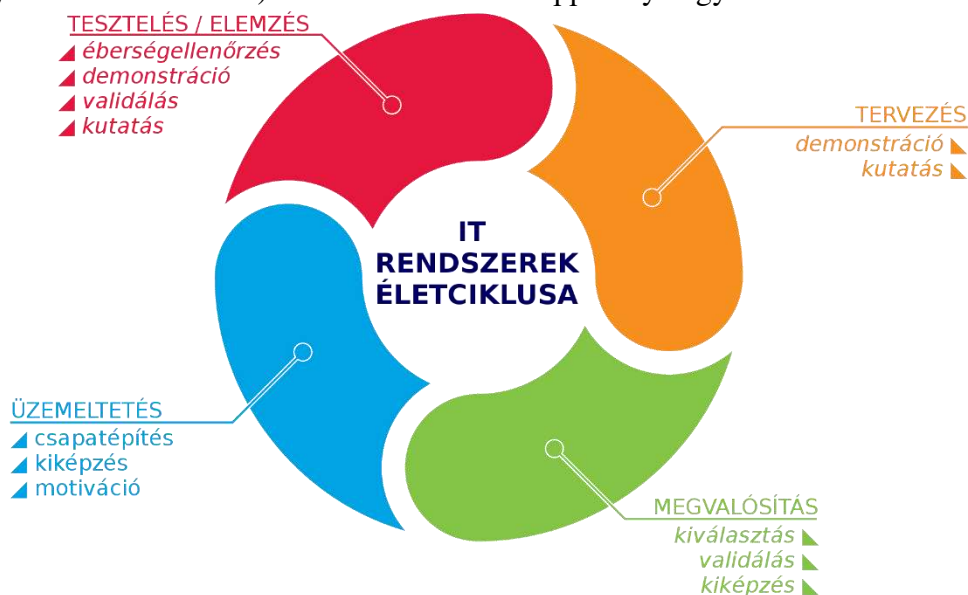 TESZTELÉS / ELEMZÉS
éberségellenőrzés
demonstráció
validálás
kutatás
TERVEZÉS
demonstráció
kutatás
IT
RENDSZEREK
ÉLETCIKLUSA
ÜZEMELTETÉS
csapatépítés
kiképzés
motiváció
MEGVALÓSÍTÁS
kiválasztás
validálás
kiképzés